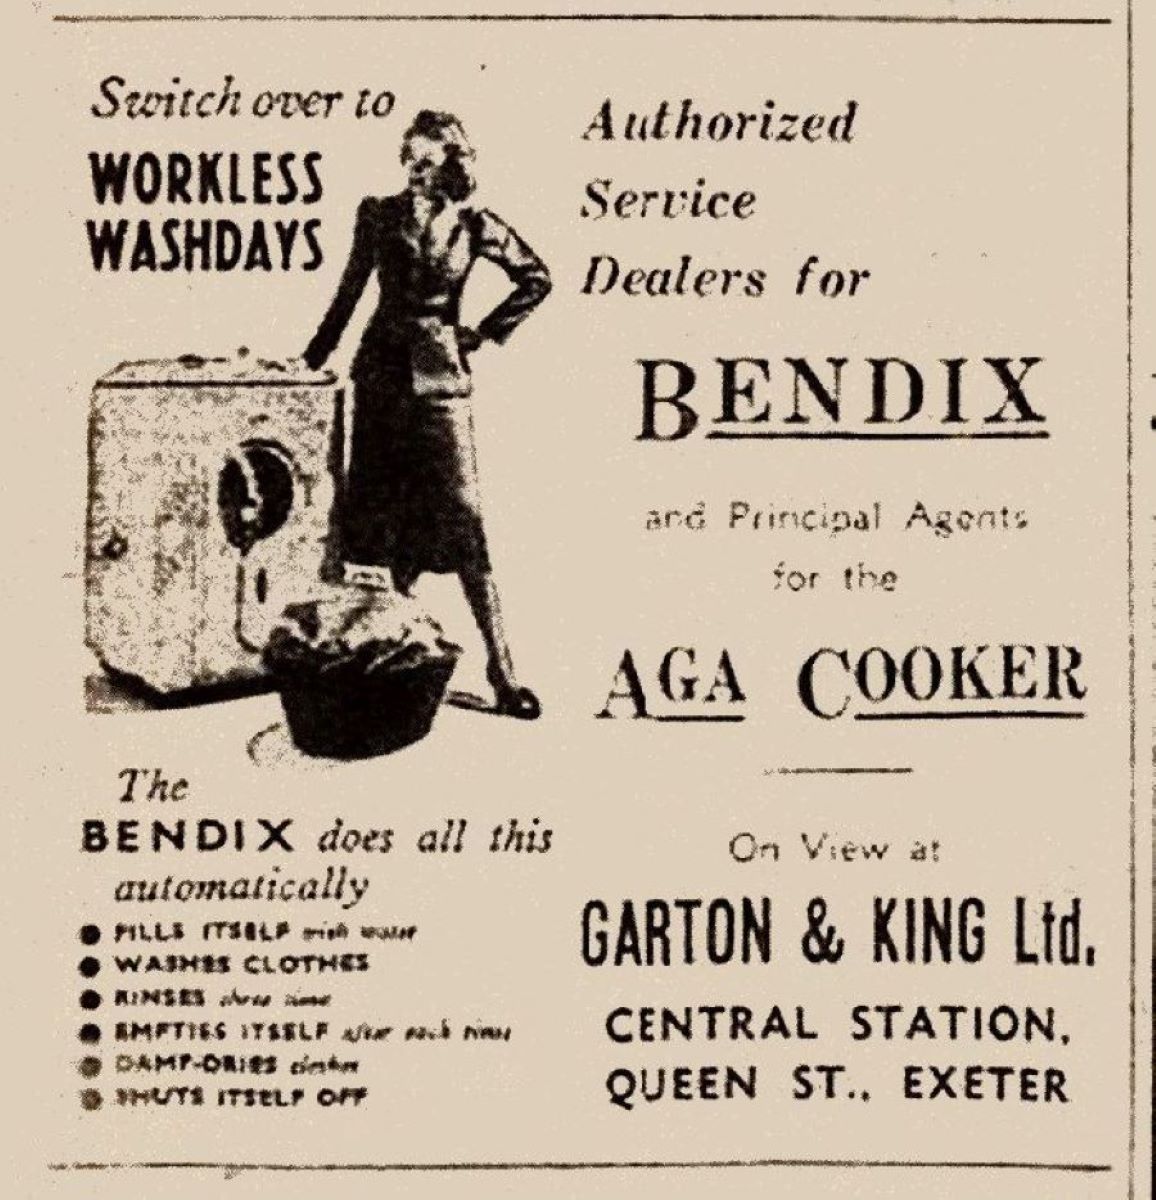 Switch over to
WORKLESS
WASHDAYS
The
BENDIX does all this
automatically
● FILLS ITSELF with water
● WASHES CLOTHES
● RINSES three times
● EMPTIES ITSELF after each rinse
● DAMP-DRIES clothes
● SHUTS ITSELF OFF
Authorized
Service
Dealers for
BENDIX
and Principal Agents
for the
AGA COOKER
On View at
GARTON & KING Ltd.
CENTRAL STATION,
QUEEN ST., EXETER